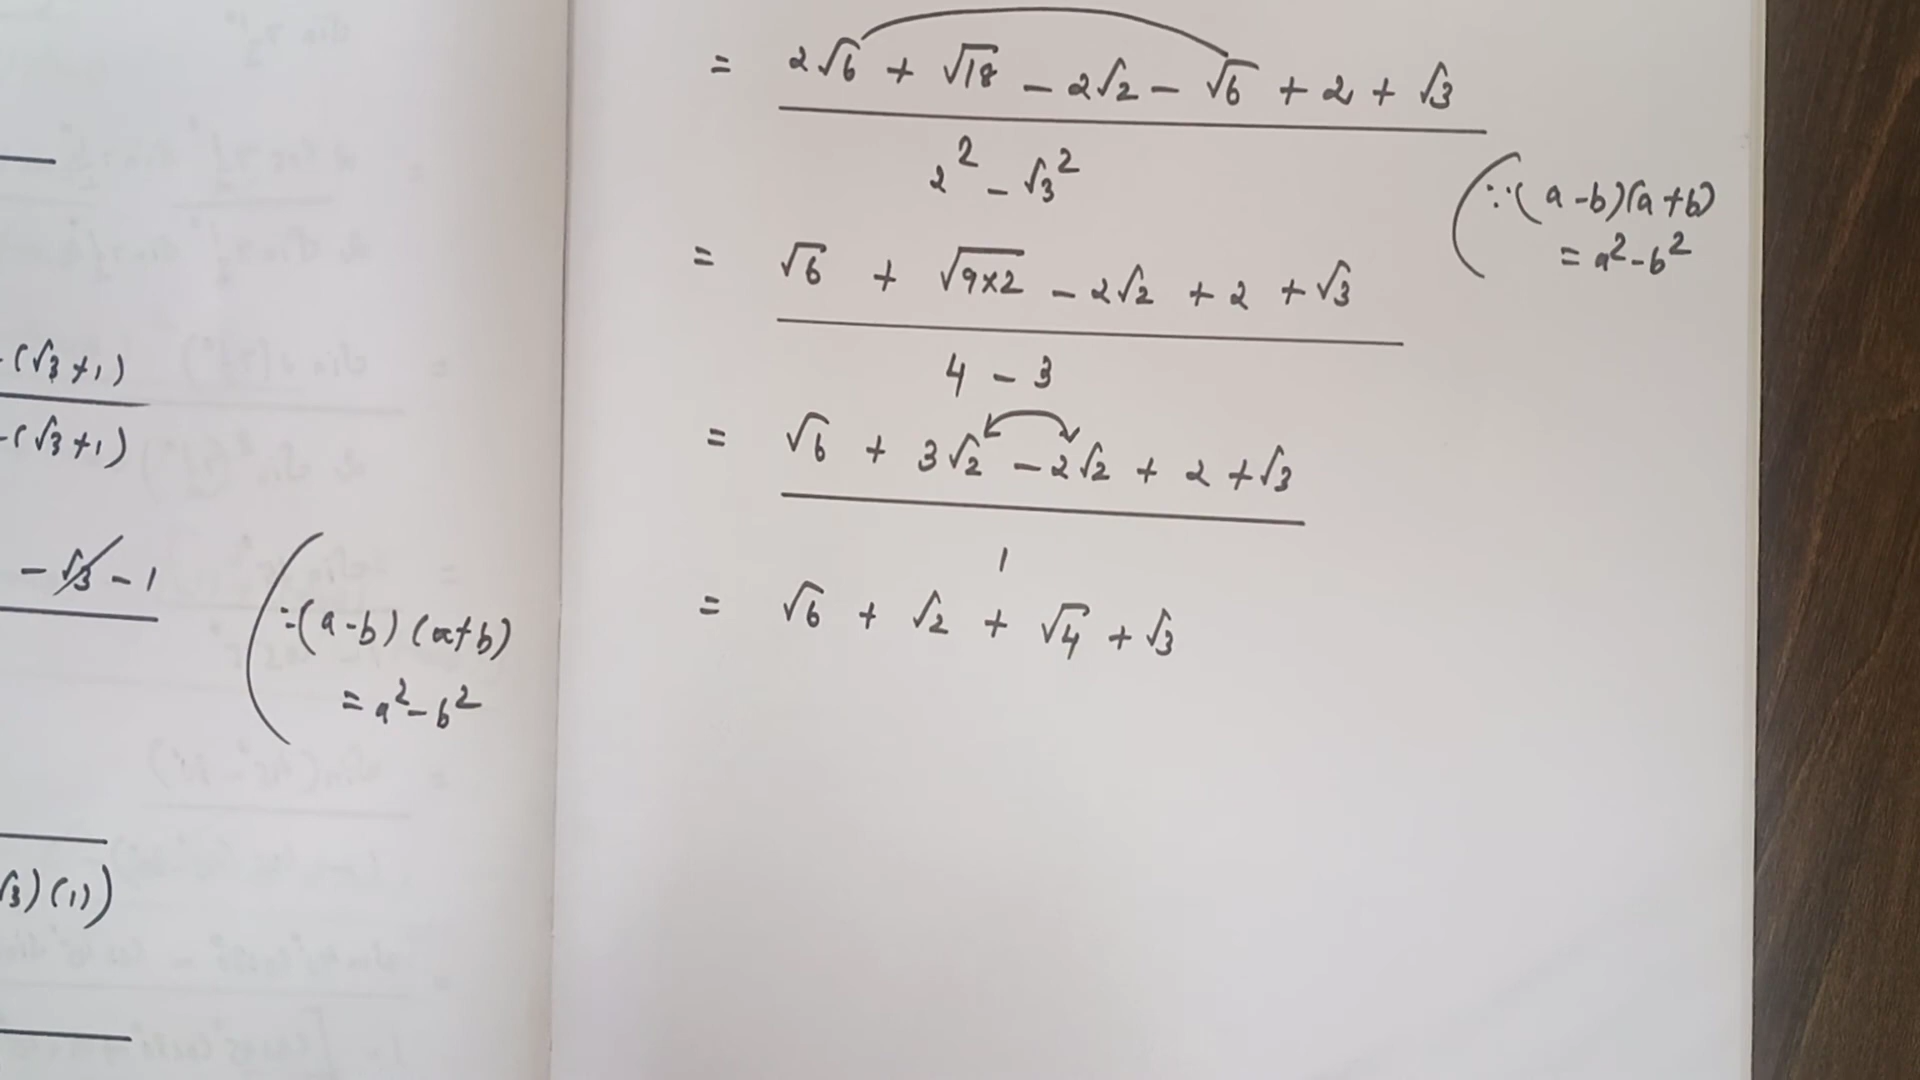 -(√3+1)
-(√3+1)
- √3 - 1
∵(a-b)(a+b)
= a² - b²
√3)(1))
= 2√6 + √18 - 2√2 - √6 + 2 + √3
2² - √3²
(∵(a-b)(a+b)
= a² - b²
= √6 + √9×2 - 2√2 + 2 + √3
4 - 3
= √6 + 3√2 - 2√2 + 2 + √3
1
= √6 + √2 + √4 + √3